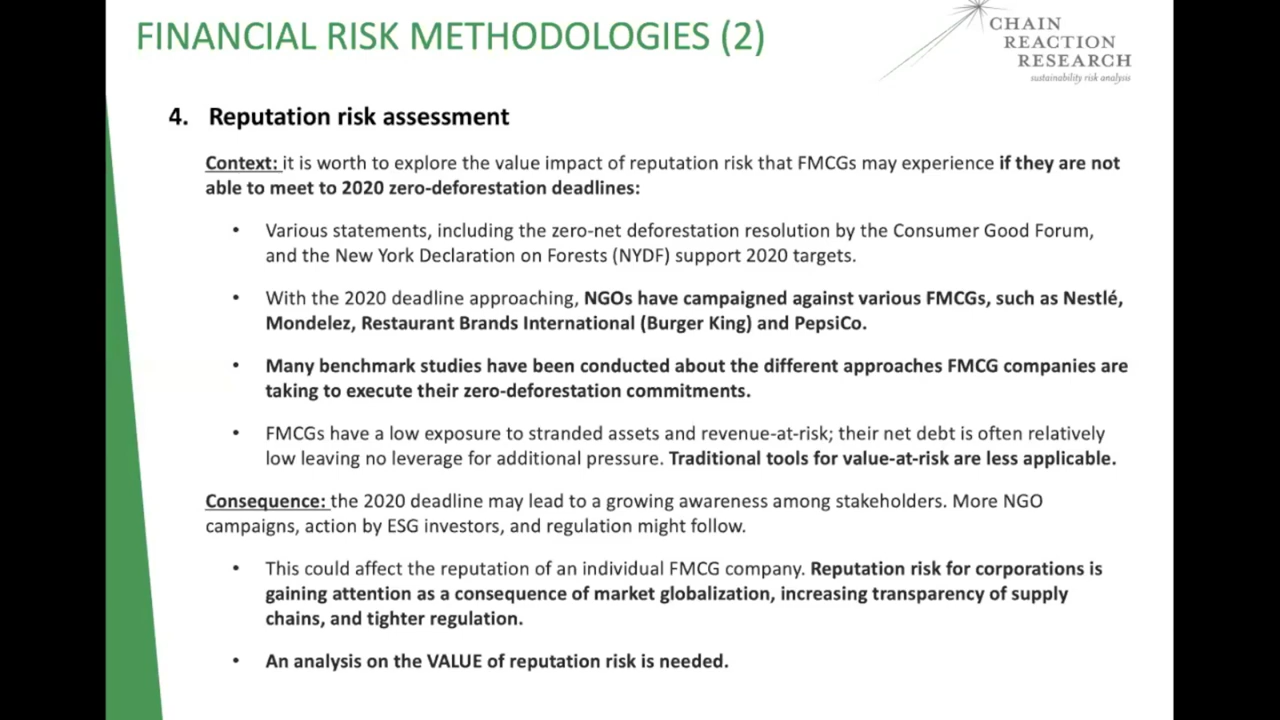 FINANCIAL RISK METHODOLOGIES (2)
CHAIN
REACTION
RESEARCH
sustainability risk analysis
4. Reputation risk assessment
Context: it is worth to explore the value impact of reputation risk that FMCGs may experience if they are not
able to meet to 2020 zero-deforestation deadlines:
• Various statements, including the zero-net deforestation resolution by the Consumer Good Forum,
and the New York Declaration on Forests (NYDF) support 2020 targets.
• With the 2020 deadline approaching, NGOs have campaigned against various FMCGs, such as Nestlé,
Mondelez, Restaurant Brands International (Burger King) and PepsiCo.
• Many benchmark studies have been conducted about the different approaches FMCG companies are
taking to execute their zero-deforestation commitments.
• FMCGs have a low exposure to stranded assets and revenue-at-risk; their net debt is often relatively
low leaving no leverage for additional pressure. Traditional tools for value-at-risk are less applicable.
Consequence: the 2020 deadline may lead to a growing awareness among stakeholders. More NGO
campaigns, action by ESG investors, and regulation might follow.
• This could affect the reputation of an individual FMCG company. Reputation risk for corporations is
gaining attention as a consequence of market globalization, increasing transparency of supply
chains, and tighter regulation.
• An analysis on the VALUE of reputation risk is needed.